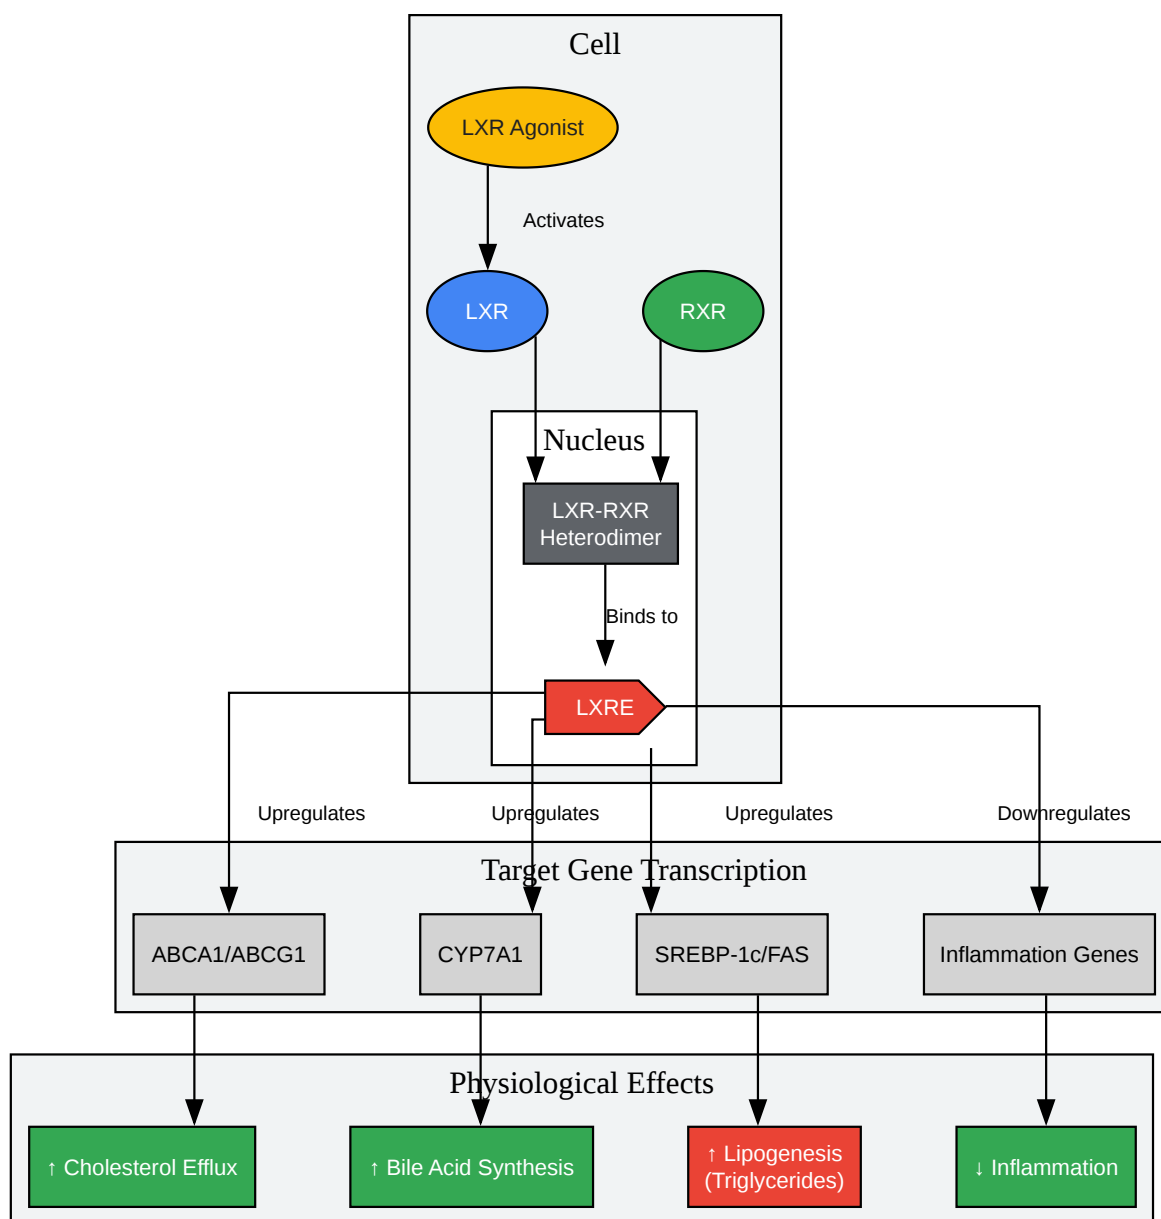 Cell
LXR Agonist
Activates
LXR
RXR
Nucleus
LXR-RXR
Heterodimer
Binds to
LXRE
Upregulates
Upregulates
Upregulates
Downregulates
Target Gene Transcription
ABCA1/ABCG1
CYP7A1
SREBP-1c/FAS
Inflammation Genes
Physiological Effects
↑ Cholesterol Efflux
↑ Bile Acid Synthesis
↑ Lipogenesis
(Triglycerides)
↓ Inflammation